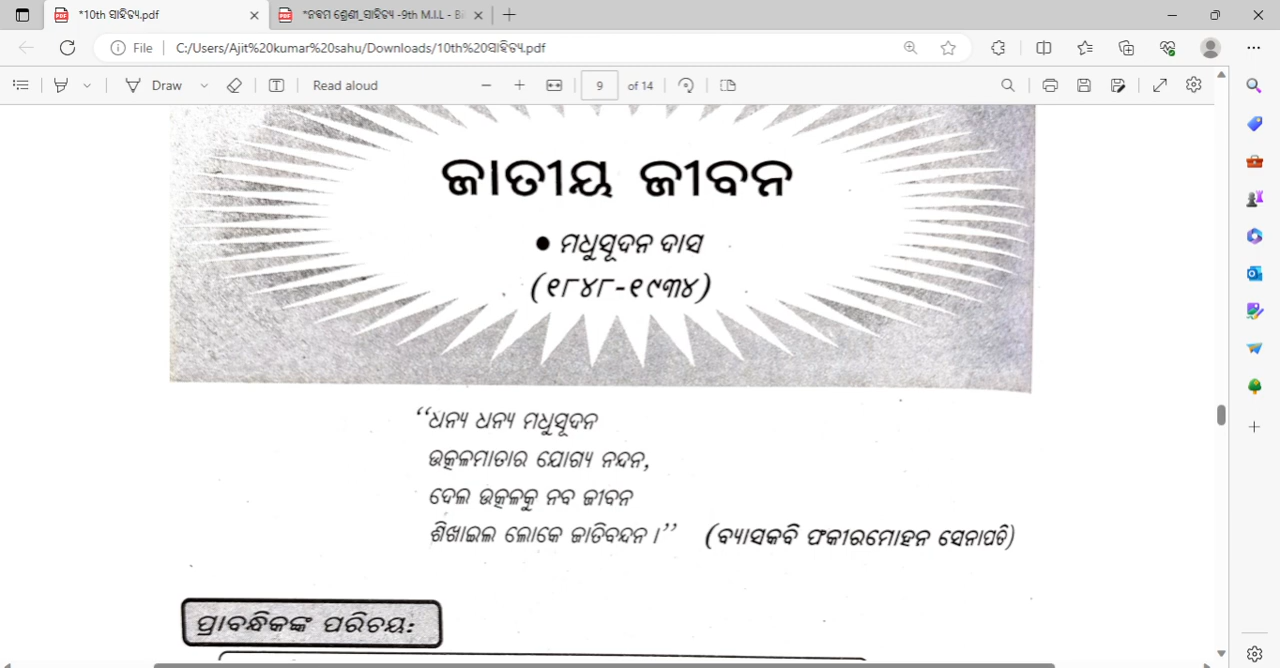 *10th ସାହିତ୍ୟ.pdf
*ନବମ ଶ୍ରେଣୀ_ସାହିତ୍ୟ -9th M.I.L - B
File
C:/Users/Ajit%20kumar%20sahu/Downloads/10th%20ସାହିତ୍ୟ.pdf
Draw
Read aloud
9 of 14
ଜାତୀୟ ଜୀବନ
● ମଧୁସୂଦନ ଦାସ
(୧୮୪୮-୧୯୩୪)
“ଧନ୍ୟ ଧନ୍ୟ ମଧୁସୂଦନ
ଉତ୍କଳମାତାର ଯୋଗ୍ୟ ନନ୍ଦନ,
ଦେଲ ଉତ୍କଳକୁ ନବ ଜୀବନ
ଶିଖାଇଲ ଲୋକେ ଜାତିବନ୍ଦନ।” (ବ୍ୟାସକବି ଫକୀରମୋହନ ସେନାପତି)
ପ୍ରାବନ୍ଧିକଙ୍କ ପରିଚୟ: